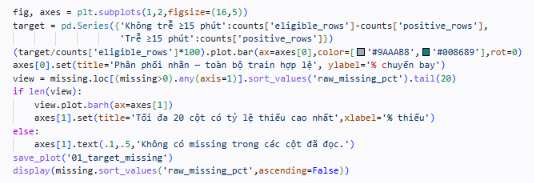 fig, axes = plt.subplots(1,2,figsize=(16,5))
target = pd.Series({'Không trễ ≥15 phút':counts['eligible_rows']-counts['positive_rows'],
'Trễ ≥15 phút':counts['positive_rows']})
(target/counts['eligible_rows']*100).plot.bar(ax=axes[0],color=['#9AAAB8','#008689'],rot=0)
axes[0].set(title='Phân phối nhãn — toàn bộ train hợp lệ', ylabel='% chuyến bay')
view = missing.loc[(missing>0).any(axis=1)].sort_values('raw_missing_pct').tail(20)
if len(view):
view.plot.barh(ax=axes[1])
axes[1].set(title='Tối đa 20 cột có tỷ lệ thiếu cao nhất',xlabel='% thiếu')
else:
axes[1].text(.1,.5,'Không có missing trong các cột đã đọc.')
save_plot('01_target_missing')
display(missing.sort_values('raw_missing_pct',ascending=False))